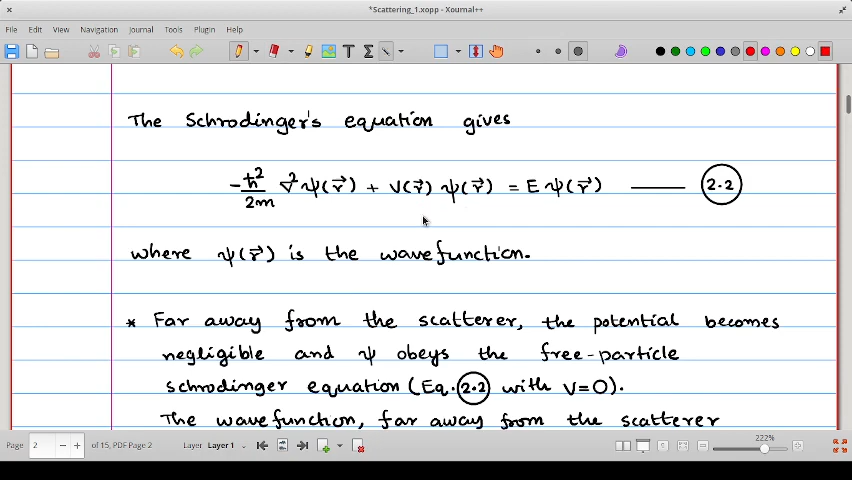 *Scattering_1.xopp - Xournal++
File Edit View Navigation Journal Tools Plugin Help
The Schrodinger's equation gives
-ħ²/2m ∇²ψ(r⃗) + V(r⃗) ψ(r⃗) = E ψ(r⃗) —— 2.2
where ψ(r⃗) is the wavefunction.
* Far away from the scatterer, the potential becomes
negligible and ψ obeys the free-particle
schrodinger equation (Eq. 2.2 with V=0).
The wavefunction, far away from the scatterer
Page 2 of 15, PDF Page 2 Layer Layer 1 222%